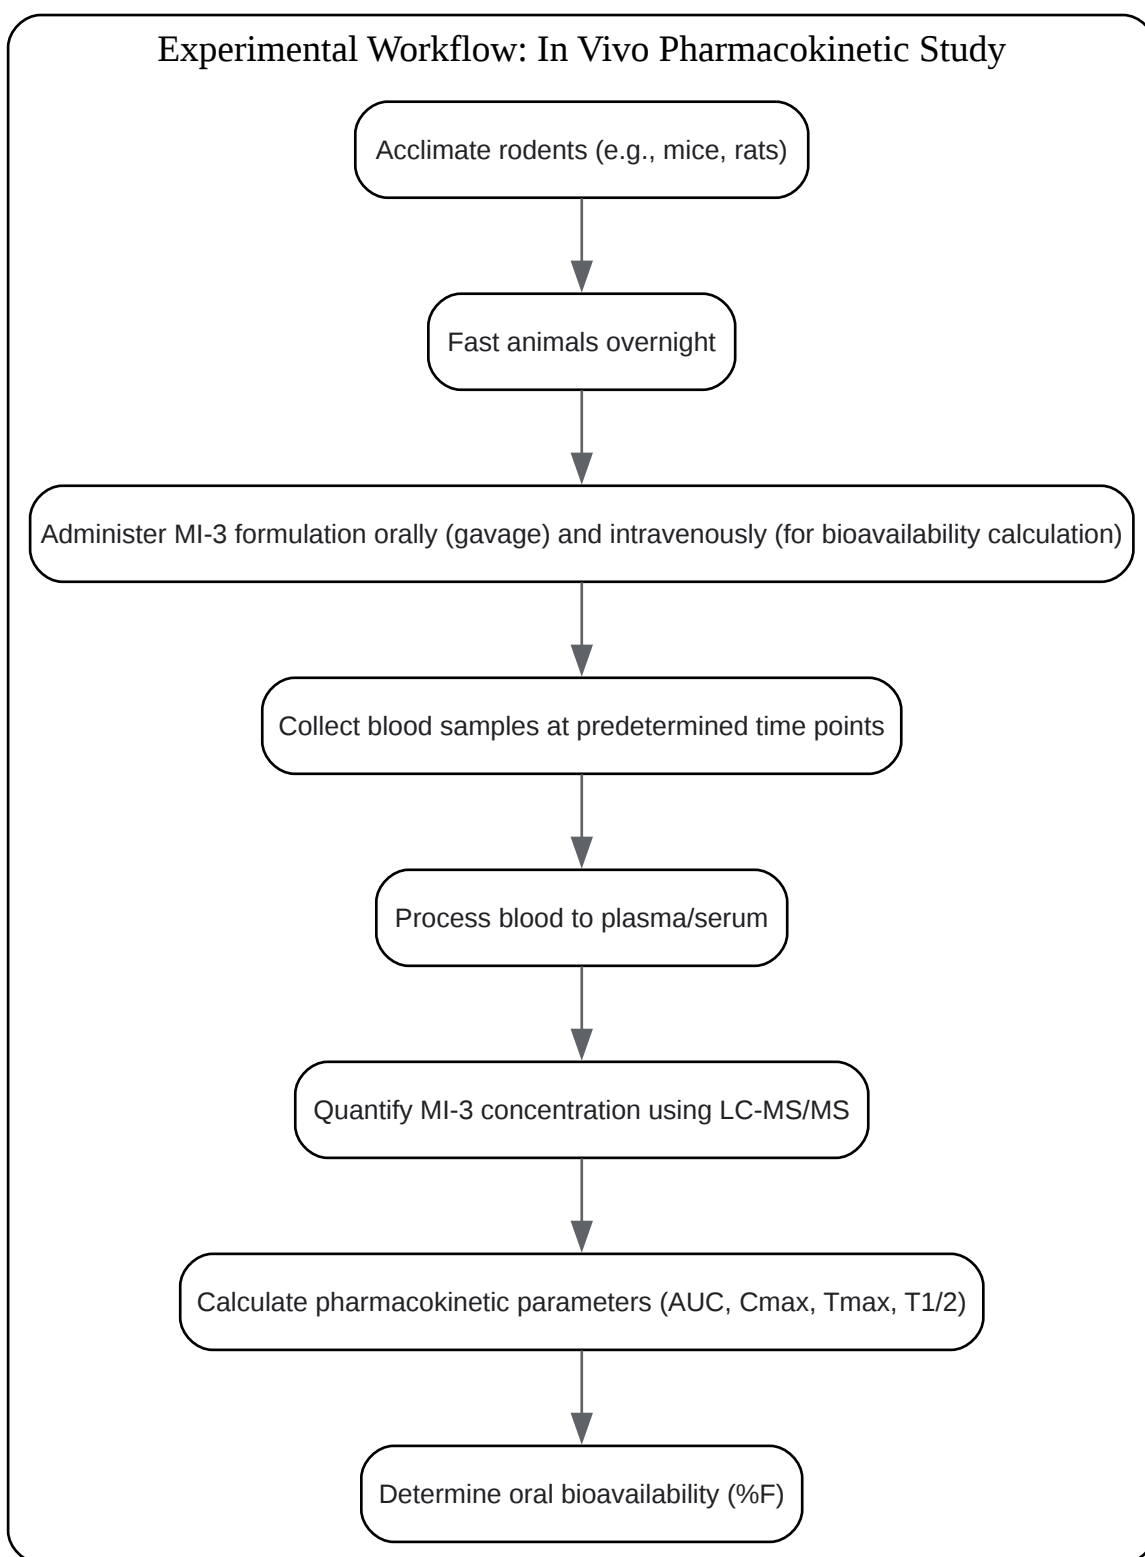 Experimental Workflow: In Vivo Pharmacokinetic Study
Acclimate rodents (e.g., mice, rats)
Fast animals overnight
Administer MI-3 formulation orally (gavage) and intravenously (for bioavailability calculation)
Collect blood samples at predetermined time points
Process blood to plasma/serum
Quantify MI-3 concentration using LC-MS/MS
Calculate pharmacokinetic parameters (AUC, Cmax, Tmax, T1/2)
Determine oral bioavailability (%F)